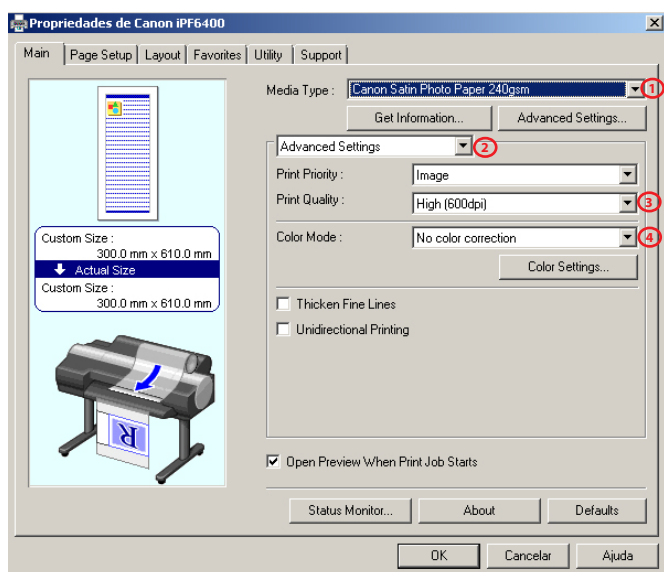 Propriedades de Canon iPF6400
Main Page Setup Layout Favorites Utility Support
Media Type : Canon Satin Photo Paper 240gsm 1
Get Information... Advanced Settings...
Advanced Settings 2
Print Priority : Image
Print Quality : High (600dpi) 3
Color Mode : No color correction 4
Color Settings...
Thicken Fine Lines
Unidirectional Printing
Custom Size :
300.0 mm x 610.0 mm
Actual Size
Custom Size :
300.0 mm x 610.0 mm
R
Open Preview When Print Job Starts
Status Monitor... About Defaults
OK Cancelar Ajuda